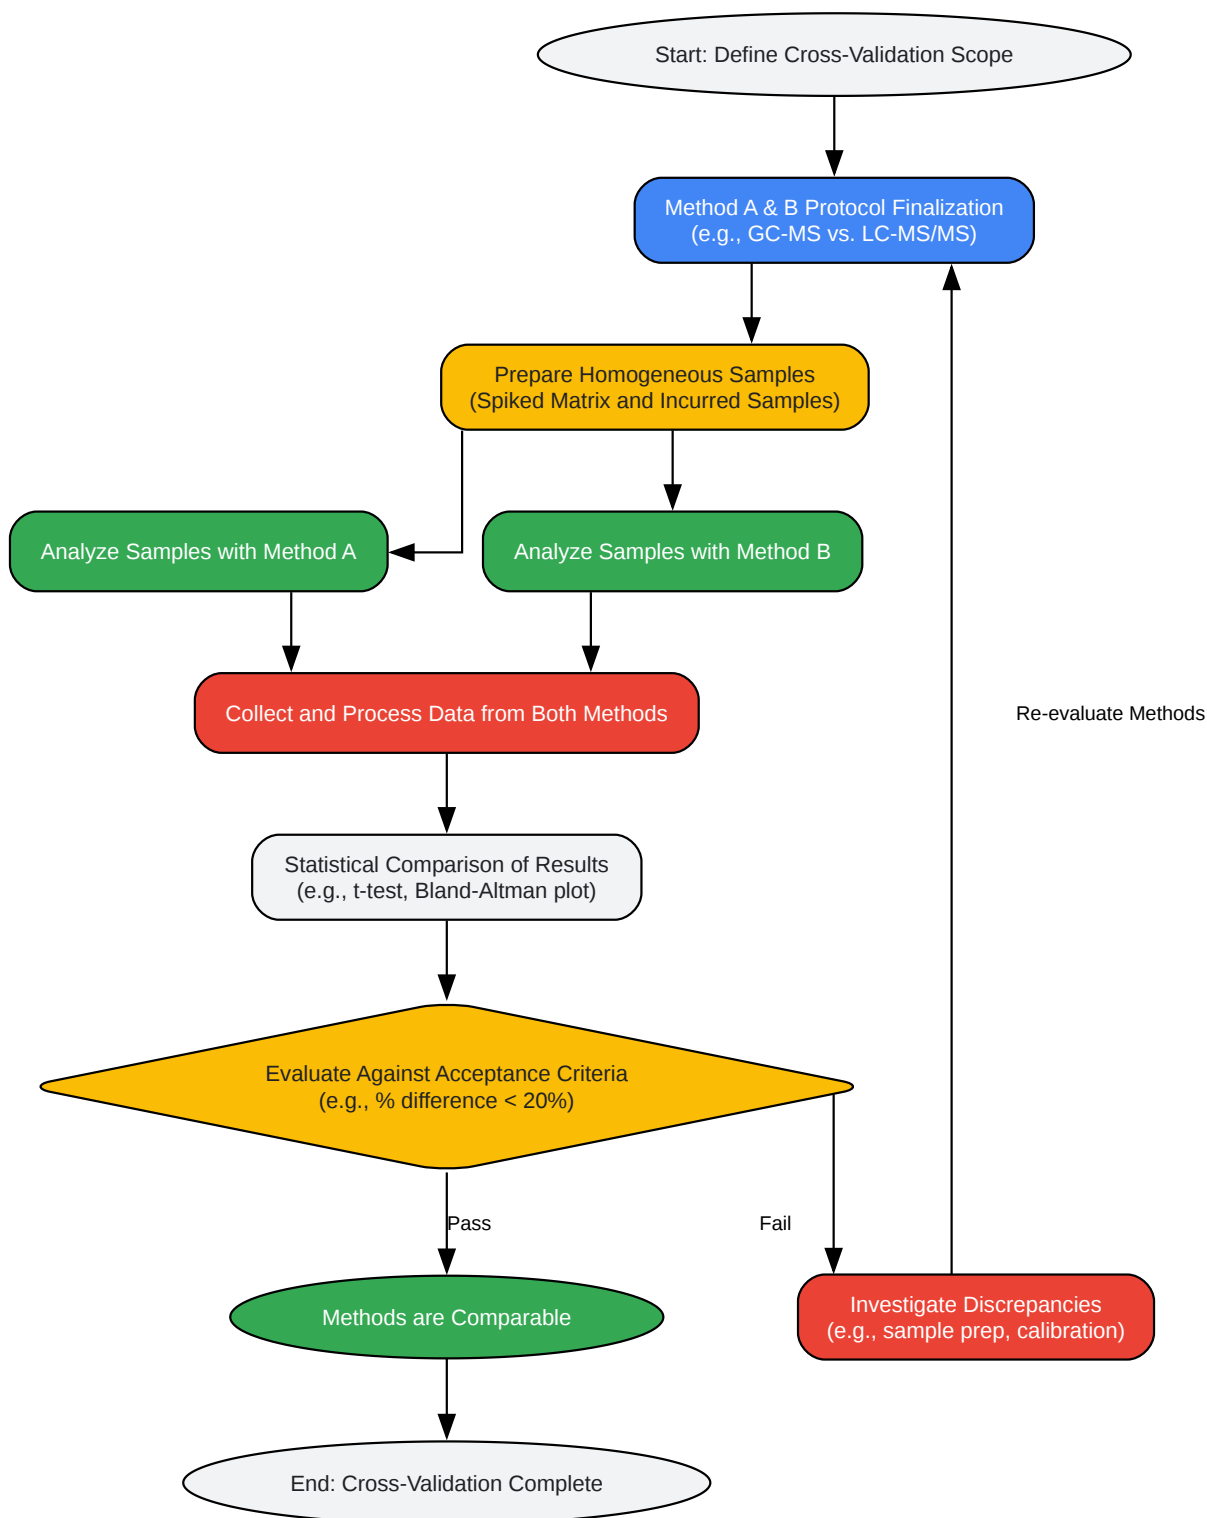 Start: Define Cross-Validation Scope
Method A & B Protocol Finalization
(e.g., GC-MS vs. LC-MS/MS)
Prepare Homogeneous Samples
(Spiked Matrix and Incurred Samples)
Analyze Samples with Method A
Analyze Samples with Method B
Collect and Process Data from Both Methods
Re-evaluate Methods
Statistical Comparison of Results
(e.g., t-test, Bland-Altman plot)
Evaluate Against Acceptance Criteria
(e.g., % difference < 20%)
Pass
Fail
Methods are Comparable
Investigate Discrepancies
(e.g., sample prep, calibration)
End: Cross-Validation Complete